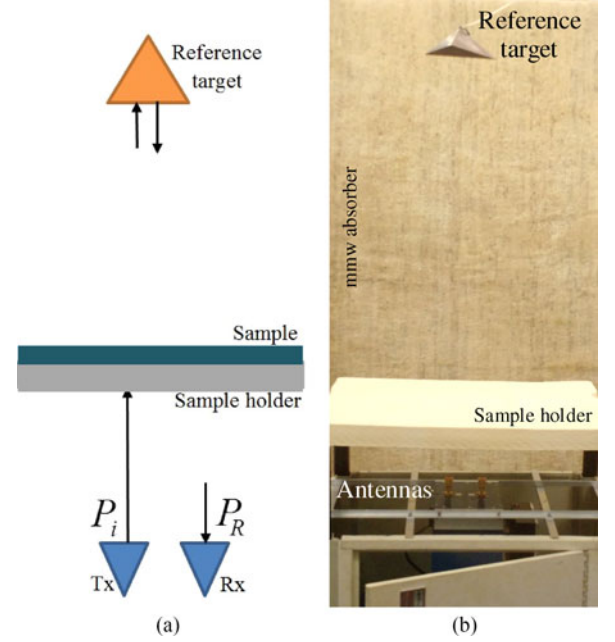 Reference
target
Sample
Sample holder
P_i
P_R
Tx
Rx
(a)
Reference
target
mmw absorber
Sample holder
Antennas
(b)